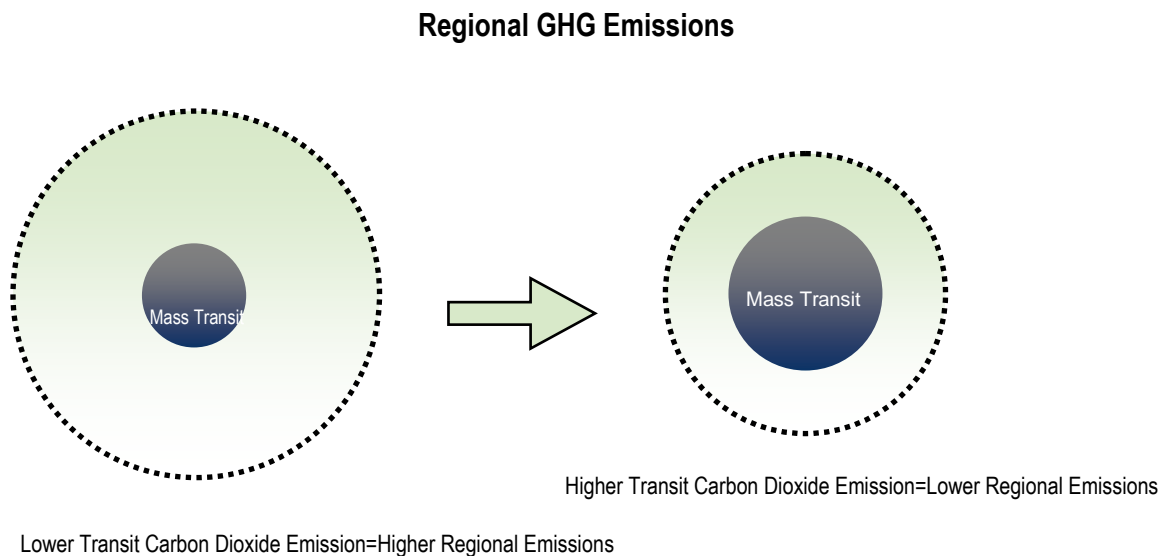 Regional GHG Emissions
Mass Transit
Mass Transit
Higher Transit Carbon Dioxide Emission=Lower Regional Emissions
Lower Transit Carbon Dioxide Emission=Higher Regional Emissions